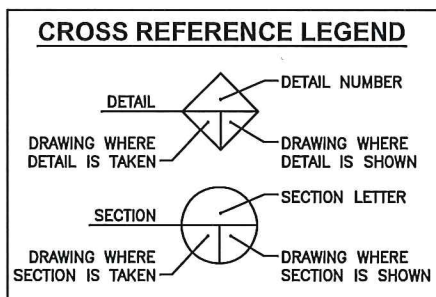 CROSS REFERENCE LEGEND
DETAIL NUMBER
DETAIL
DRAWING WHERE
DETAIL IS TAKEN
DRAWING WHERE
DETAIL IS SHOWN
SECTION LETTER
SECTION
DRAWING WHERE
SECTION IS TAKEN
DRAWING WHERE
SECTION IS SHOWN